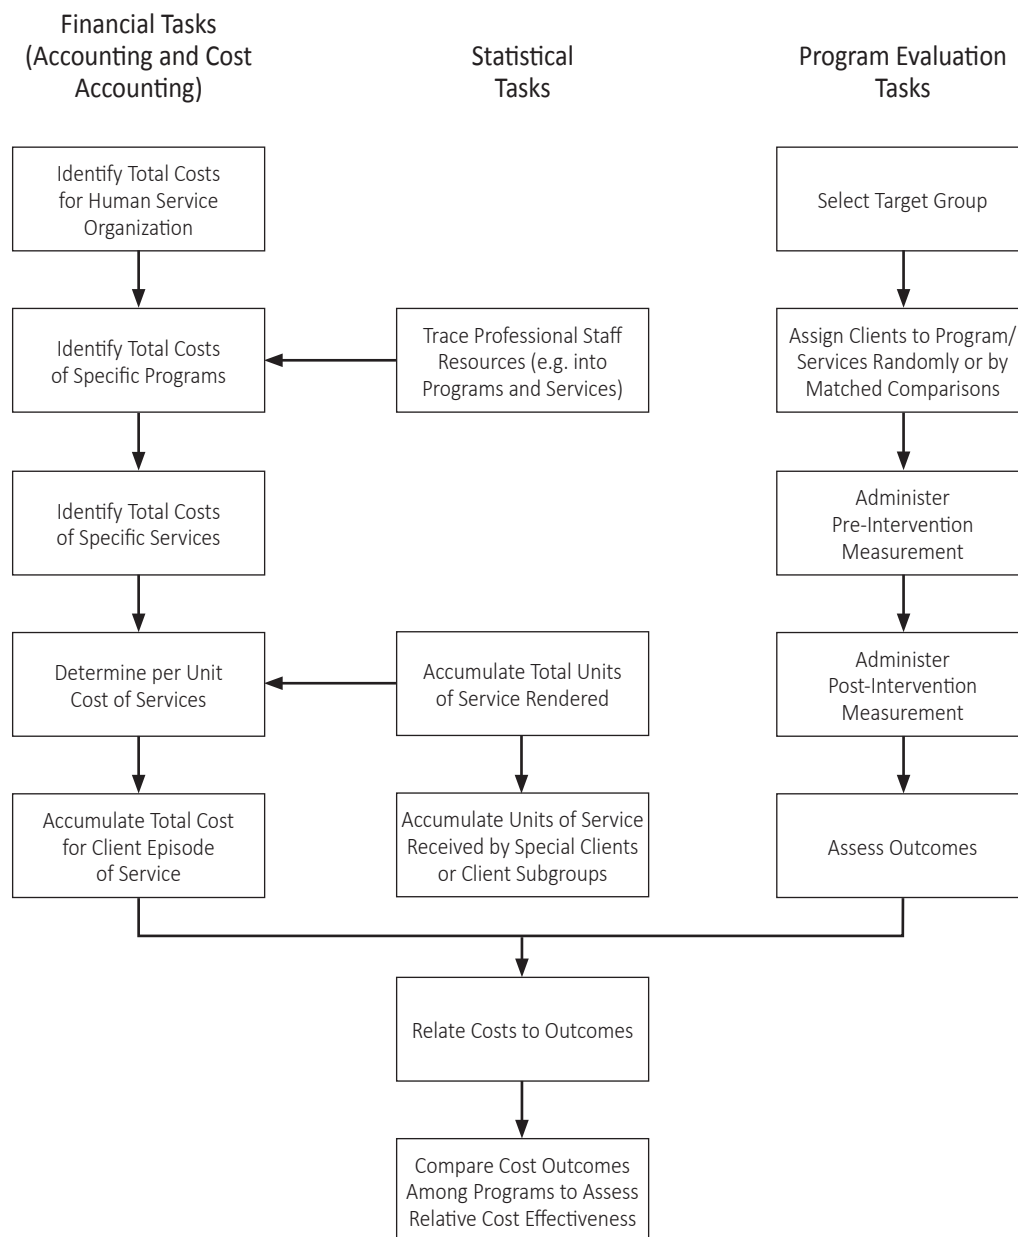 Financial Tasks
(Accounting and Cost
Accounting)
Statistical
Tasks
Program Evaluation
Tasks
Identify Total Costs
for Human Service
Organization
Select Target Group
Identify Total Costs
of Specific Programs
Trace Professional Staff
Resources (e.g. into
Programs and Services)
Assign Clients to Program/
Services Randomly or by
Matched Comparisons
Identify Total Costs
of Specific Services
Administer
Pre-Intervention
Measurement
Determine per Unit
Cost of Services
Accumulate Total Units
of Service Rendered
Administer
Post-Intervention
Measurement
Accumulate Total Cost
for Client Episode
of Service
Accumulate Units of Service
Received by Special Clients
or Client Subgroups
Assess Outcomes
Relate Costs to Outcomes
Compare Cost Outcomes
Among Programs to Assess
Relative Cost Effectiveness